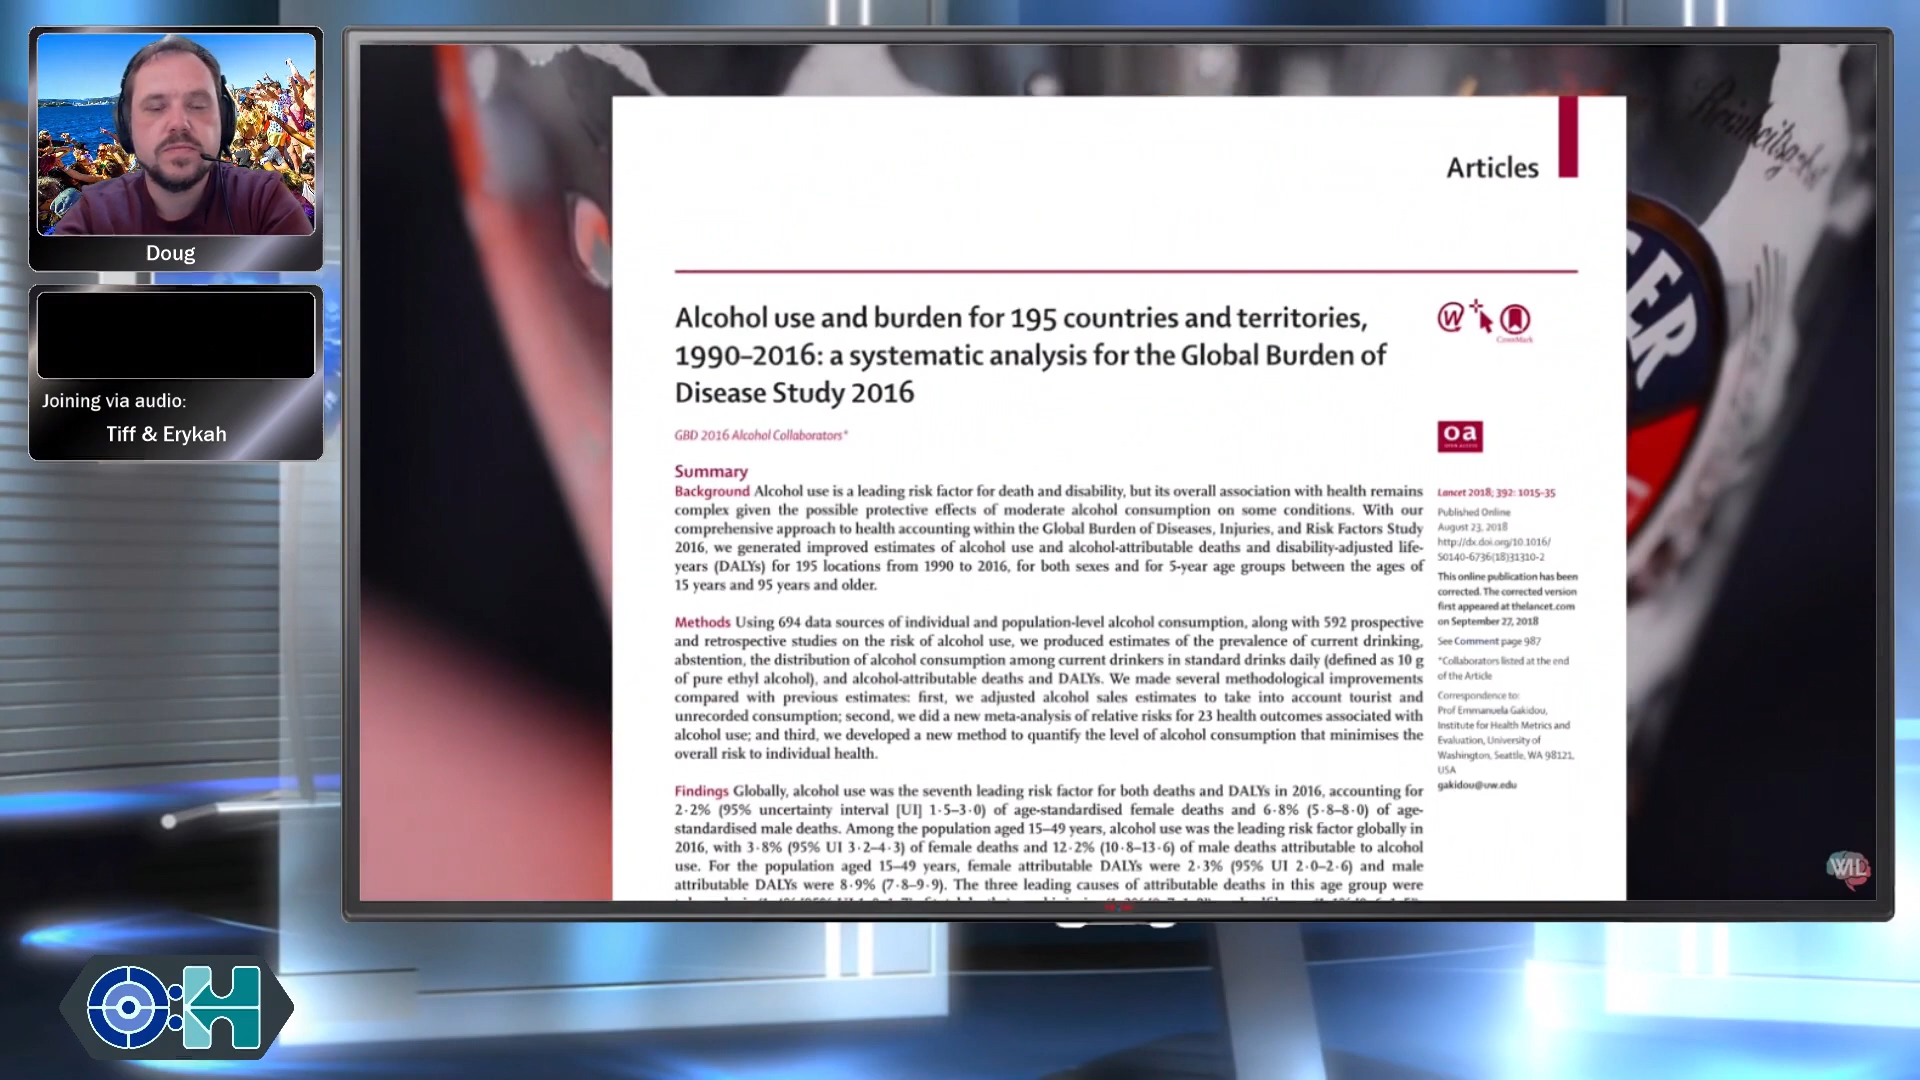 Doug
Joining via audio:
Tiff & Erykah
Articles
Alcohol use and burden for 195 countries and territories,
1990–2016: a systematic analysis for the Global Burden of
Disease Study 2016
GBD 2016 Alcohol Collaborators*
Summary
Background Alcohol use is a leading risk factor for death and disability, but its overall association with health remains
complex given the possible protective effects of moderate alcohol consumption on some conditions. With our
comprehensive approach to health accounting within the Global Burden of Diseases, Injuries, and Risk Factors Study
2016, we generated improved estimates of alcohol use and alcohol-attributable deaths and disability-adjusted life-
years (DALYs) for 195 locations from 1990 to 2016, for both sexes and for 5-year age groups between the ages of
15 years and 95 years and older.
Methods Using 694 data sources of individual and population-level alcohol consumption, along with 592 prospective
and retrospective studies on the risk of alcohol use, we produced estimates of the prevalence of current drinking,
abstention, the distribution of alcohol consumption among current drinkers in standard drinks daily (defined as 10 g
of pure ethyl alcohol), and alcohol-attributable deaths and DALYs. We made several methodological improvements
compared with previous estimates: first, we adjusted alcohol sales estimates to take into account tourist and
unrecorded consumption; second, we did a new meta-analysis of relative risks for 23 health outcomes associated with
alcohol use; and third, we developed a new method to quantify the level of alcohol consumption that minimises the
overall risk to individual health.
Findings Globally, alcohol use was the seventh leading risk factor for both deaths and DALYs in 2016, accounting for
2·2% (95% uncertainty interval [UI] 1·5–3·0) of age-standardised female deaths and 6·8% (5·8–8·0) of age-
standardised male deaths. Among the population aged 15–49 years, alcohol use was the leading risk factor globally in
2016, with 3·8% (95% UI 3·2–4·3) of female deaths and 12·2% (10·8–13·6) of male deaths attributable to alcohol
use. For the population aged 15–49 years, female attributable DALYs were 2·3% (95% UI 2·0–2·6) and male
attributable DALYs were 8·9% (7·8–9·9). The three leading causes of attributable deaths in this age group were
W
CrossMark
oa
OPEN ACCESS
Lancet 2018; 392: 1015–35
Published Online
August 23, 2018
http://dx.doi.org/10.1016/
S0140-6736(18)31310-2
This online publication has been
corrected. The corrected version
first appeared at thelancet.com
on September 27, 2018
See Comment page 987
*Collaborators listed at the end
of the Article
Correspondence to:
Prof Emmanuela Gakidou,
Institute for Health Metrics and
Evaluation, University of
Washington, Seattle, WA 98121,
USA
gakidou@uw.edu
GER
WIL
O:H